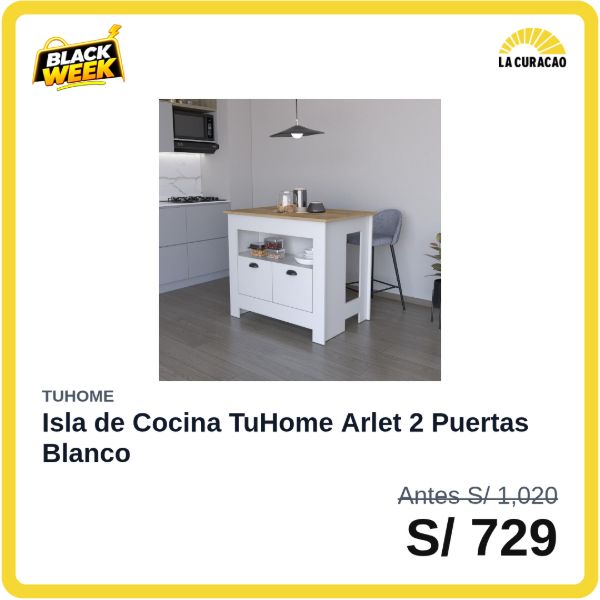 BLACK
WEEK
LA CURACAO
TUHOME
Isla de Cocina TuHome Arlet 2 Puertas
Blanco
Antes S/ 1,020
S/ 729